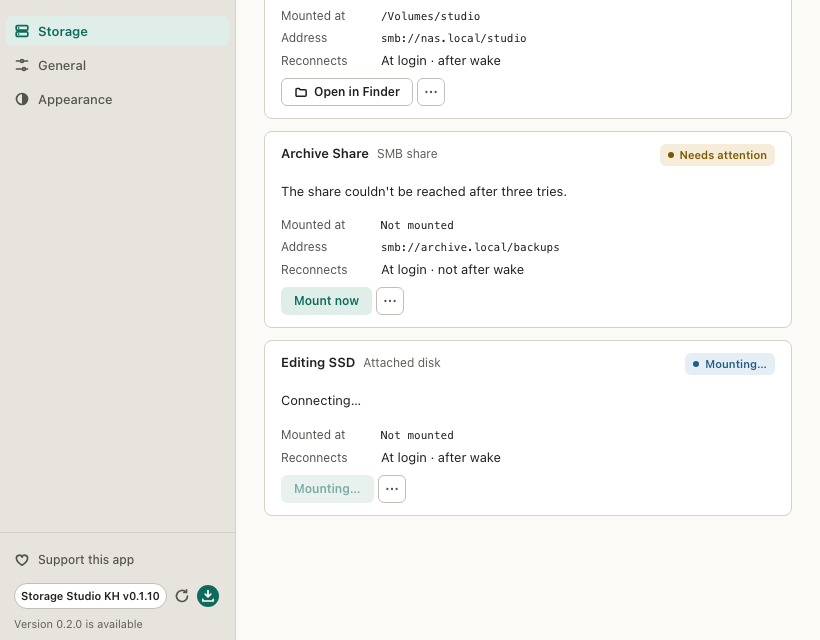 Storage
General
Appearance
Support this app
Storage Studio KH v0.1.10
Version 0.2.0 is available
Mounted at /Volumes/studio
Address smb://nas.local/studio
Reconnects At login · after wake
Open in Finder ...
Archive Share SMB share Needs attention
The share couldn't be reached after three tries.
Mounted at Not mounted
Address smb://archive.local/backups
Reconnects At login · not after wake
Mount now ...
Editing SSD Attached disk Mounting...
Connecting...
Mounted at Not mounted
Reconnects At login · after wake
Mounting... ...